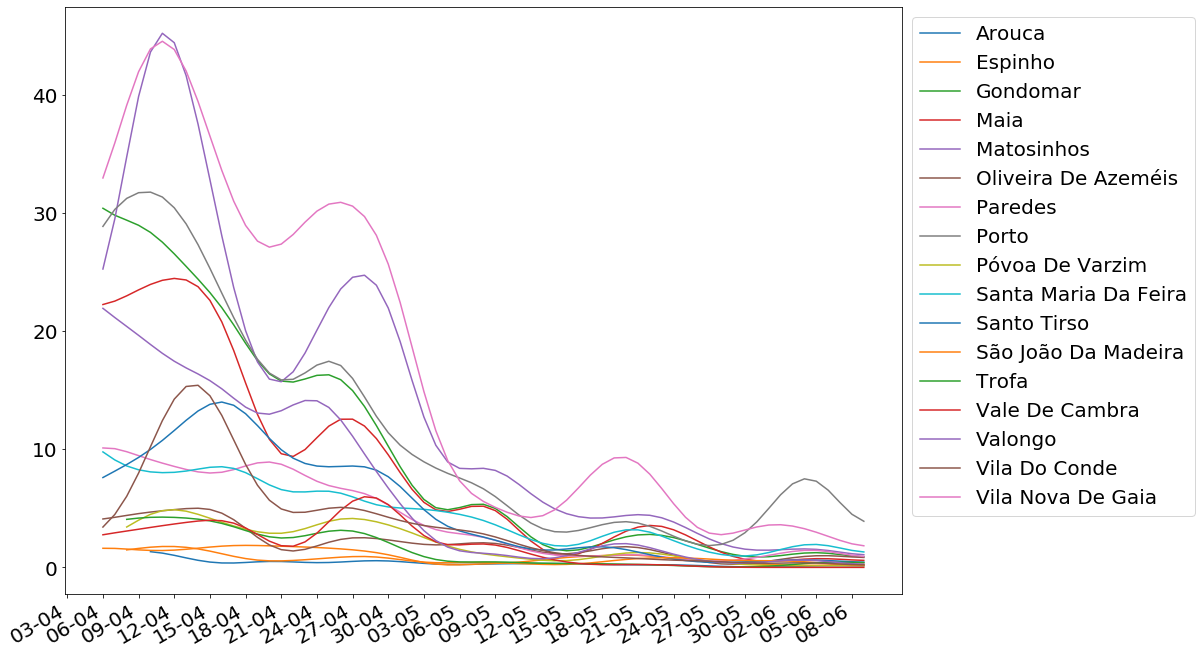 40
30
20
10
0
03-04
06-04
09-04
12-04
15-04
18-04
21-04
24-04
27-04
30-04
03-05
06-05
09-05
12-05
15-05
18-05
21-05
24-05
27-05
30-05
02-06
05-06
08-06
Arouca
Espinho
Gondomar
Maia
Matosinhos
Oliveira De Azeméis
Paredes
Porto
Póvoa De Varzim
Santa Maria Da Feira
Santo Tirso
São João Da Madeira
Trofa
Vale De Cambra
Valongo
Vila Do Conde
Vila Nova De Gaia